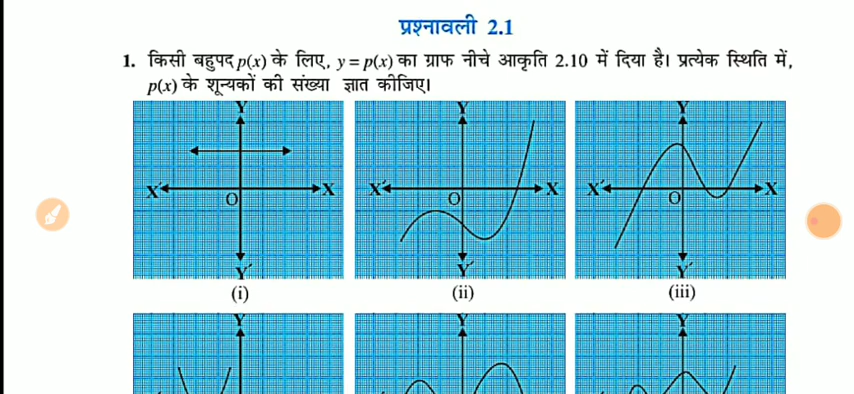 प्रश्नावली 2.1
1. किसी बहुपद p(x) के लिए, y = p(x) का ग्राफ नीचे आकृति 2.10 में दिया है। प्रत्येक स्थिति में,
p(x) के शून्यकों की संख्या ज्ञात कीजिए।
Y Y Y
X′ O X X′ O X X′ O X
Y′ Y′ Y′
(i) (ii) (iii)
Y Y Y